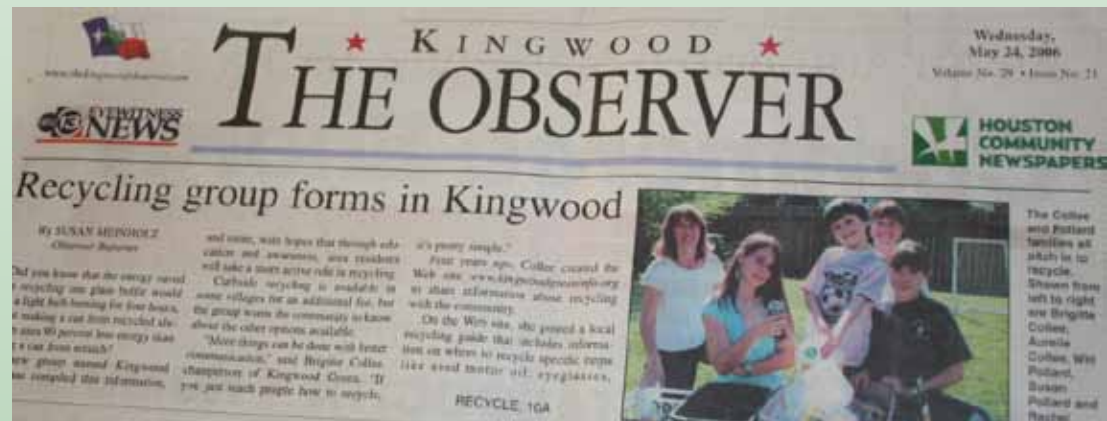 KINGWOOD
THE OBSERVER
Wednesday,
May 24, 2006
Volume No. 29 • Issue No. 21
13 EYEWITNESS
NEWS
HOUSTON
COMMUNITY
NEWSPAPERS
Recycling group forms in Kingwood
By SUSAN
Observer Reporter
Did you know that the energy saved
recycling one glass bottle would
a light bulb burning for four hours,
making a can from recycled
90 percent less energy than
a can from scratch?
group named Kingwood
compiled this information,
and more, with hopes that through edu-
cation and awareness, area residents
will take a more active role in recycling.
Curbside recycling is available in
some villages for an additional fee, but
the group wants the community to know
about the other options available.
"More things can be done with better
communication," said Brigitte Collee,
chairperson of Kingwood Green. "If
you just teach people how to recycle,
it's pretty simple."
Four years ago, Collee created the
Web site www.kingwoodgreeninfo.org
to share information about recycling
with the community.
On the Web site, she posted a local
recycling guide that includes informa-
tion on where to recycle specific items
like used motor oil, eyeglasses,
RECYCLE, 10A
The Collee
and Pollard
families all
pitch in to
recycle.
Shown from
left to right
are Brigitte
Collee,
Aurelie
Collee, Will
Pollard,
Susan
Pollard and
Rachel